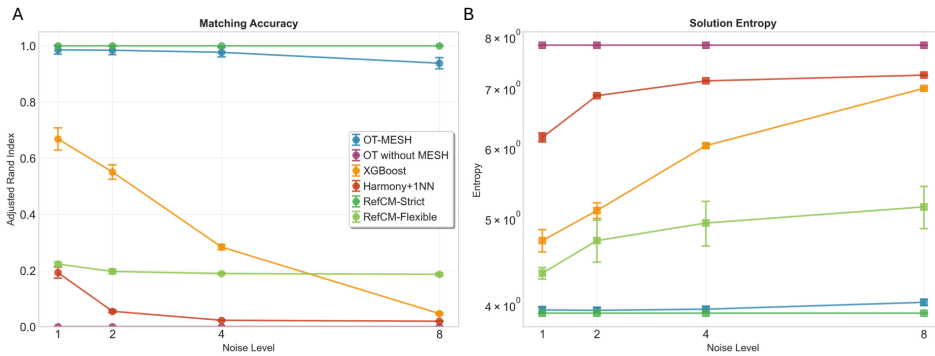 A
Matching Accuracy
1.0
0.8
0.6
0.4
0.2
0.0
Adjusted Rand Index
OT-MESH
OT without MESH
XGBoost
Harmony+1NN
RefCM-Strict
RefCM-Flexible
1 2 4 8
Noise Level
B
Solution Entropy
8 × 10⁰
7 × 10⁰
6 × 10⁰
5 × 10⁰
4 × 10⁰
Entropy
1 2 4 8
Noise Level